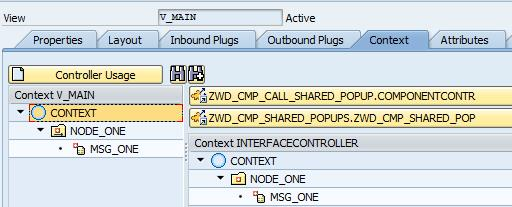 View V_MAIN Active
Properties Layout Inbound Plugs Outbound Plugs Context Attributes
Controller Usage
Context V_MAIN
CONTEXT
NODE_ONE
MSG_ONE
ZWD_CMP_CALL_SHARED_POPUP.COMPONENTCONTR
ZWD_CMP_SHARED_POPUPS.ZWD_CMP_SHARED_POP
Context INTERFACECONTROLLER
CONTEXT
NODE_ONE
MSG_ONE